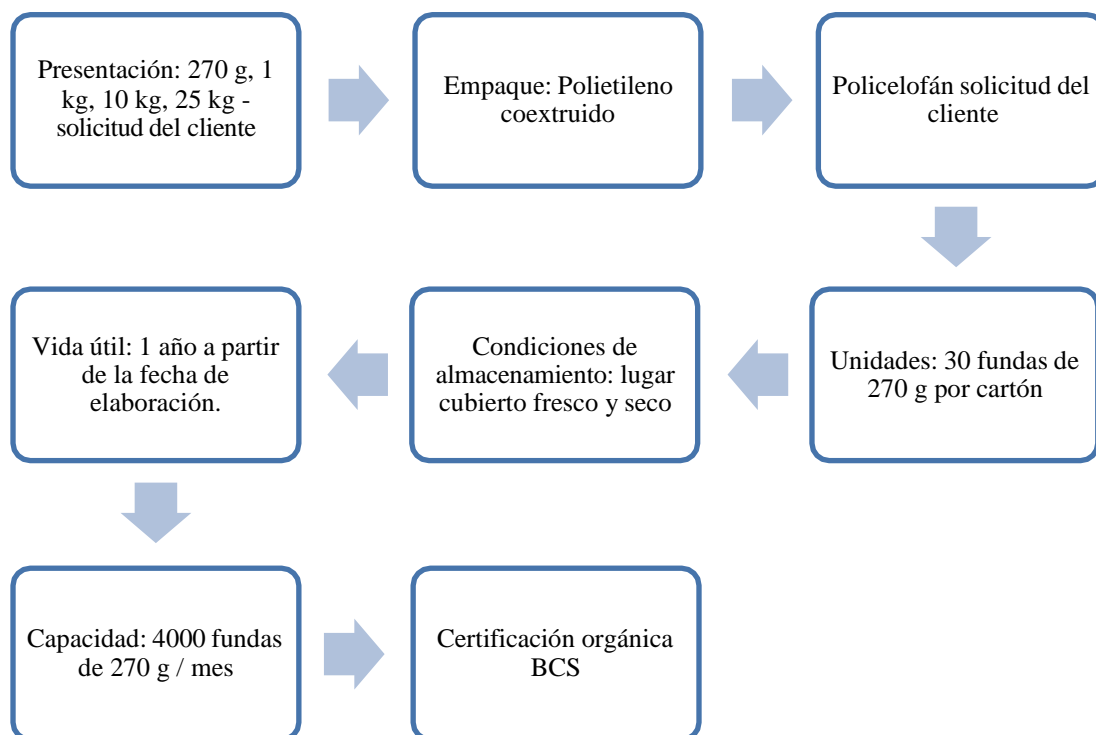 Presentación: 270 g, 1
kg, 10 kg, 25 kg -
solicitud del cliente
Empaque: Polietileno
coextruido
Policelofán solicitud del
cliente
Unidades: 30 fundas de
270 g por cartón
Condiciones de
almacenamiento: lugar
cubierto fresco y seco
Vida útil: 1 año a partir
de la fecha de
elaboración.
Capacidad: 4000 fundas
de 270 g / mes
Certificación orgánica
BCS